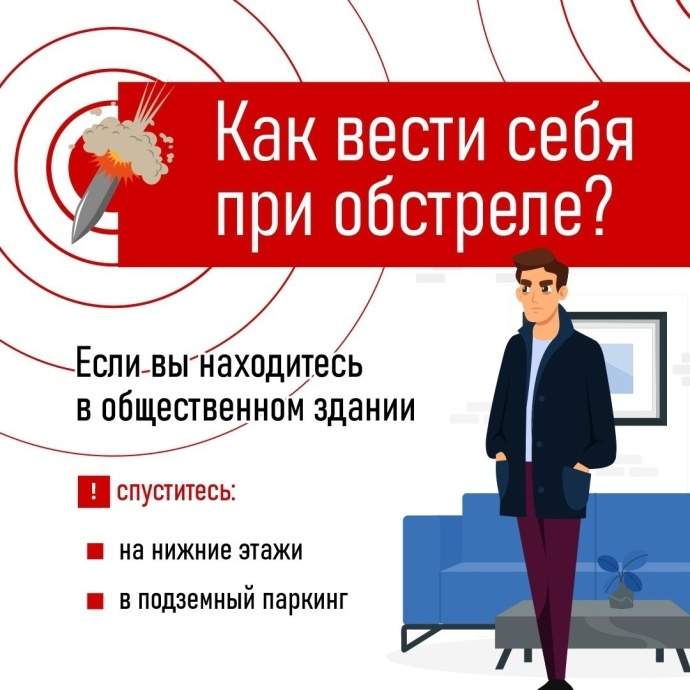 Как вести себя
при обстреле?
Если вы находитесь
в общественном здании
! спуститесь:
на нижние этажи
в подземный паркинг